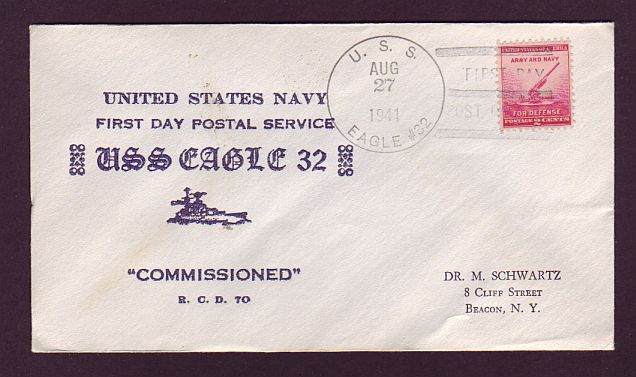 UNITED STATES NAVY
FIRST DAY POSTAL SERVICE
USS EAGLE 32
"COMMISSIONED"
R. C. D. 70
U. S. S.
AUG
27
1941
EAGLE #32
FIRST DAY
POST
UNITED STATES OF AMERICA
ARMY AND NAVY
FOR DEFENSE
POSTAGE 2 CENTS
DR. M. SCHWARTZ
8 CLIFF STREET
BEACON, N. Y.